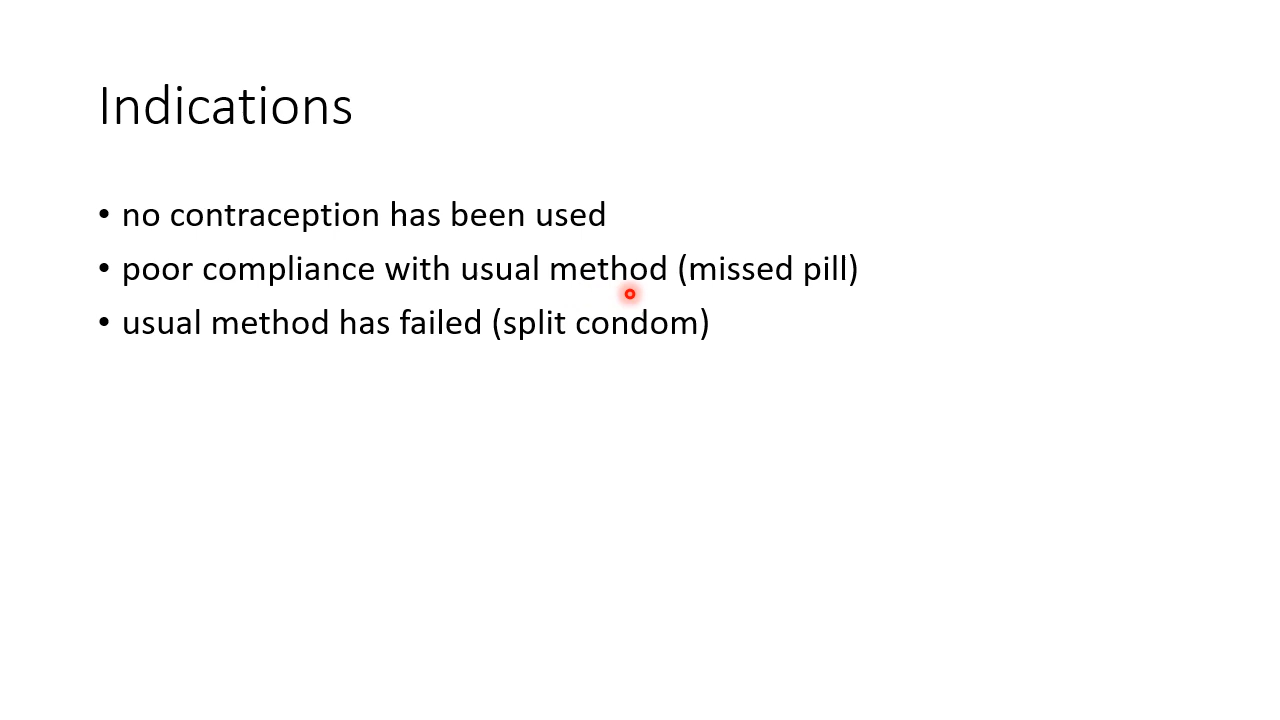 Indications
• no contraception has been used
• poor compliance with usual method (missed pill)
• usual method has failed (split condom)